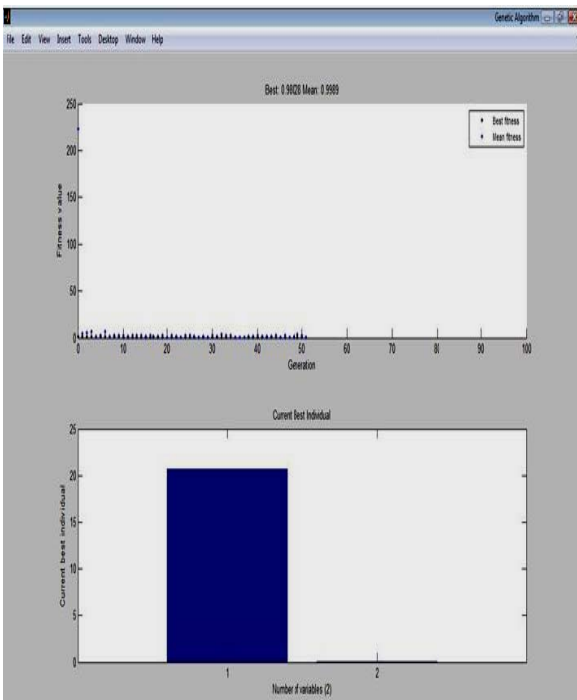 Genetic Algorithm
File Edit View Insert Tools Desktop Window Help
Best: 0.98028 Mean: 0.9989
250
200
150
100
50
0
Fitness value
Best fitness
Mean fitness
0 10 20 30 40 50 60 70 80 90 100
Generation
Current Best Individual
25
20
15
10
5
0
Current best individual
1 2
Number of variables (2)